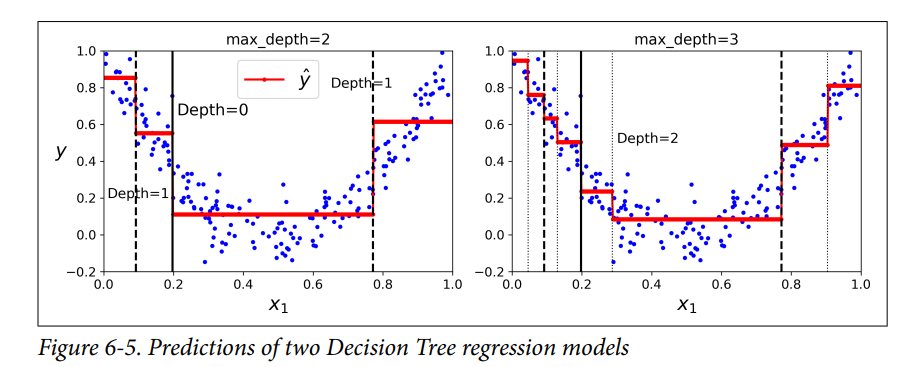 max_depth=2
1.0
0.8
0.6
0.4
0.2
0.0
−0.2
y
ŷ
Depth=1
Depth=0
Depth=1
0.0 0.2 0.4 0.6 0.8 1.0
x1
max_depth=3
1.0
0.8
0.6
0.4
0.2
0.0
−0.2
Depth=2
0.0 0.2 0.4 0.6 0.8 1.0
x1
Figure 6-5. Predictions of two Decision Tree regression models